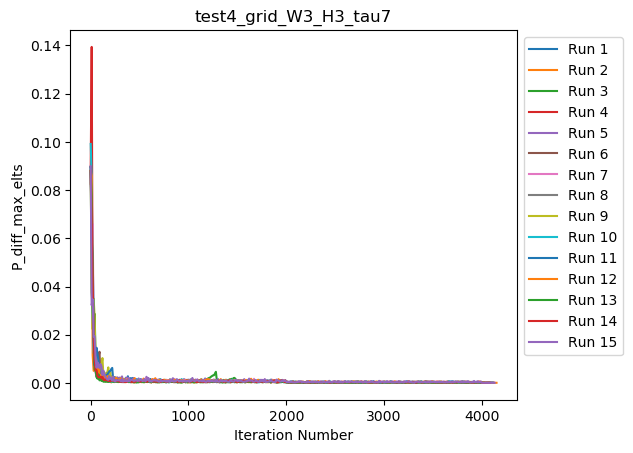 test4_grid_W3_H3_tau7
P_diff_max_elts
0.14
0.12
0.10
0.08
0.06
0.04
0.02
0.00
0
1000
2000
3000
4000
Iteration Number
Run 1
Run 2
Run 3
Run 4
Run 5
Run 6
Run 7
Run 8
Run 9
Run 10
Run 11
Run 12
Run 13
Run 14
Run 15